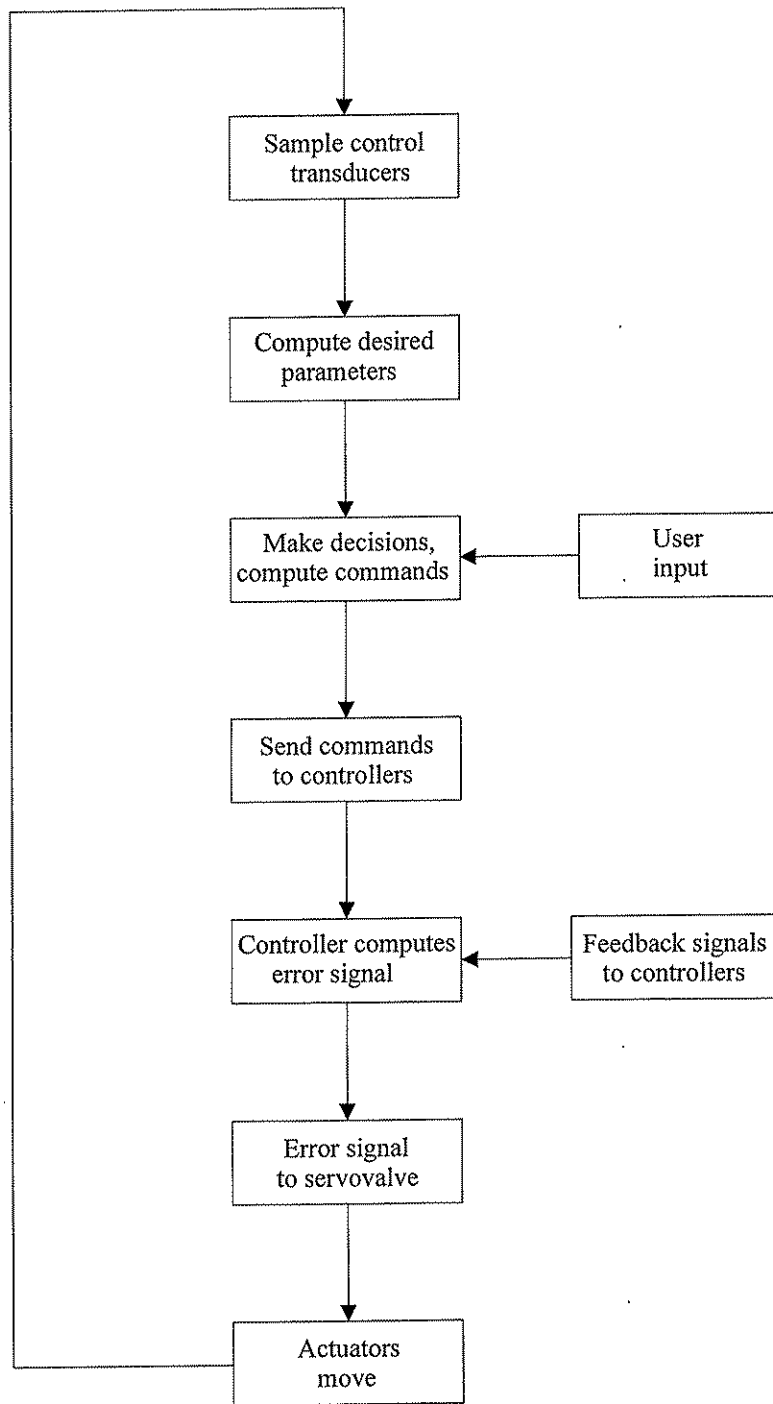 Sample control
transducers
Compute desired
parameters
Make decisions,
compute commands
User
input
Send commands
to controllers
Controller computes
error signal
Feedback signals
to controllers
Error signal
to servovalve
Actuators
move